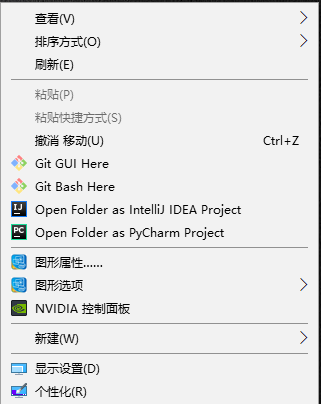 查看(V)
排序方式(O)
刷新(E)
粘贴(P)
粘贴快捷方式(S)
撤消 移动(U) Ctrl+Z
Git GUI Here
Git Bash Here
Open Folder as IntelliJ IDEA Project
Open Folder as PyCharm Project
图形属性......
图形选项
NVIDIA 控制面板
新建(W)
显示设置(D)
个性化(R)